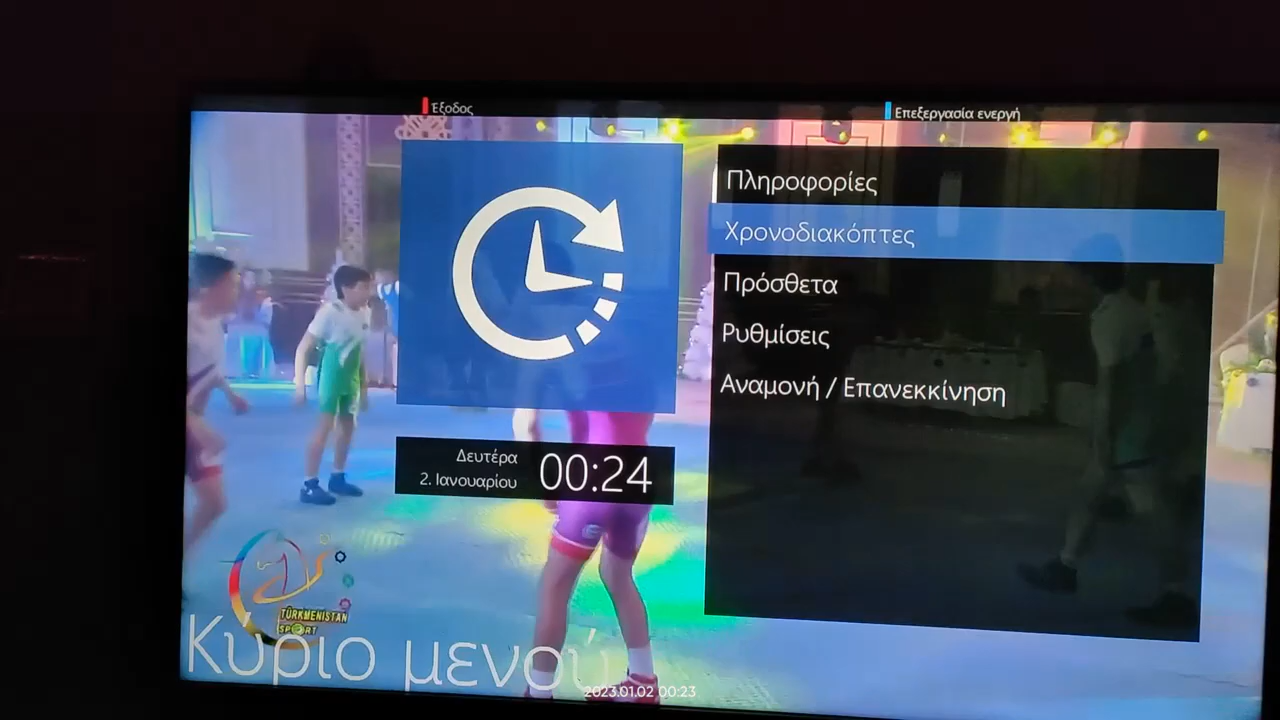 Έξοδος
Επεξεργασία ενεργή
Πληροφορίες
Χρονοδιακόπτες
Πρόσθετα
Ρυθμίσεις
Αναμονή / Επανεκκίνηση
Δευτέρα
2. Ιανουαρίου
00:24
TÜRKMENISTAN
SPORT
Κύριο μενού
2023.01.02 00:23